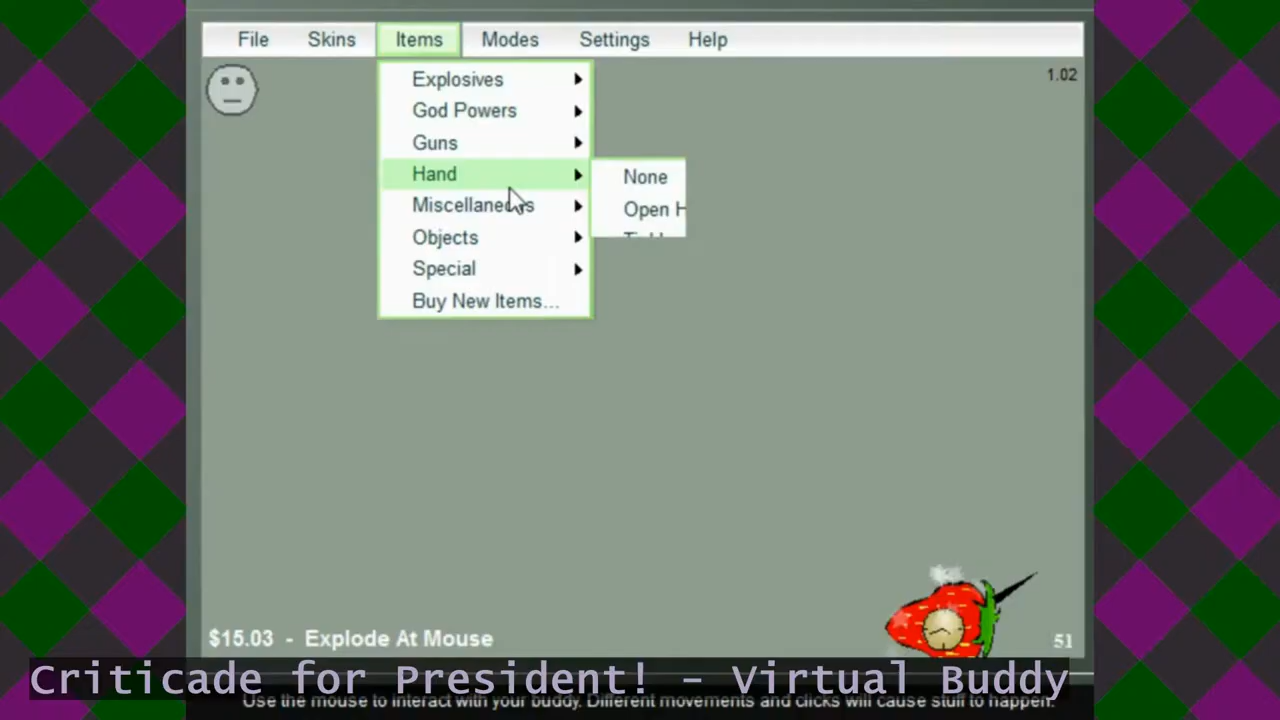 File Skins Items Modes Settings Help
1.02
Explosives
God Powers
Guns
Hand
None
Miscellaneous
Open H
Objects
Special
Buy New Items...
$15.03 - Explode At Mouse
51
Criticade for President! - Virtual Buddy
Use the mouse to interact with your buddy. Different movements and clicks will cause stuff to happen.